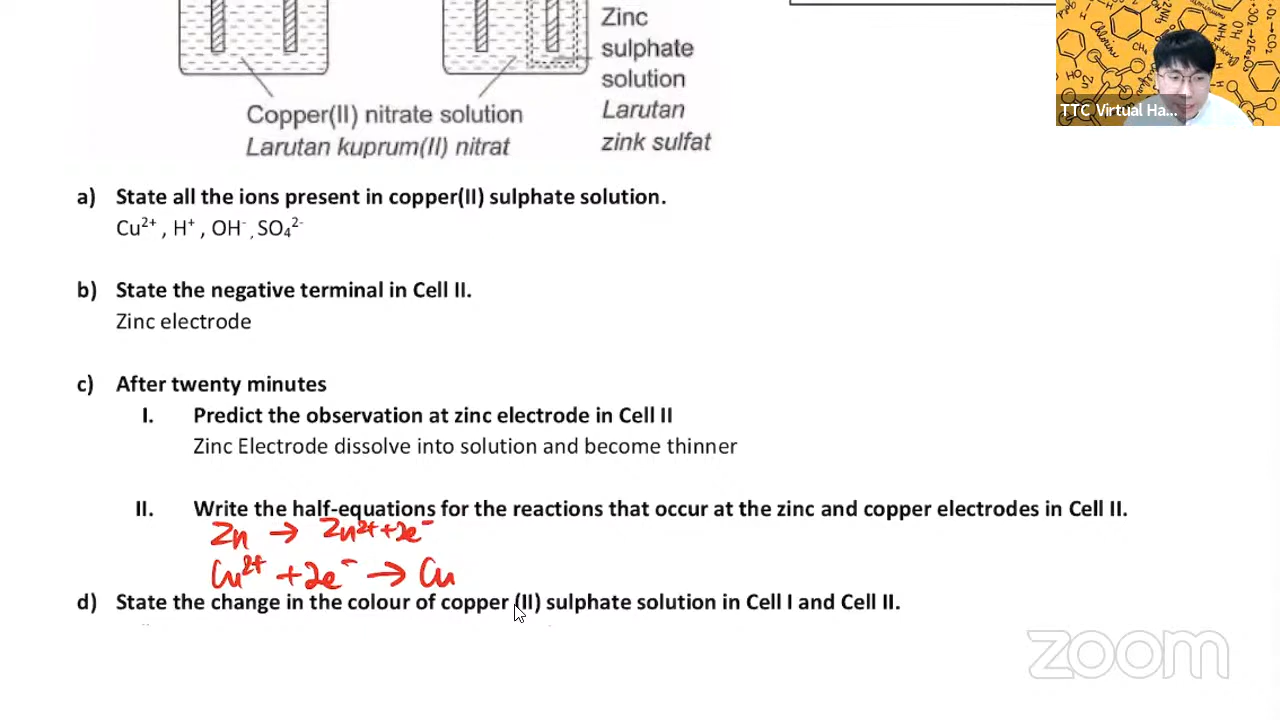 Zinc
sulphate
solution
Larutan
zink sulfat
Copper(II) nitrate solution
Larutan kuprum(II) nitrat
TTC Virtual Ha...
a) State all the ions present in copper(II) sulphate solution.
Cu²⁺ , H⁺ , OH⁻ , SO₄²⁻
b) State the negative terminal in Cell II.
Zinc electrode
c) After twenty minutes
I. Predict the observation at zinc electrode in Cell II
Zinc Electrode dissolve into solution and become thinner
II. Write the half-equations for the reactions that occur at the zinc and copper electrodes in Cell II.
Zn → Zn²⁺ + 2e⁻
Cu²⁺ + 2e⁻ → Cu
d) State the change in the colour of copper (II) sulphate solution in Cell I and Cell II.
zoom